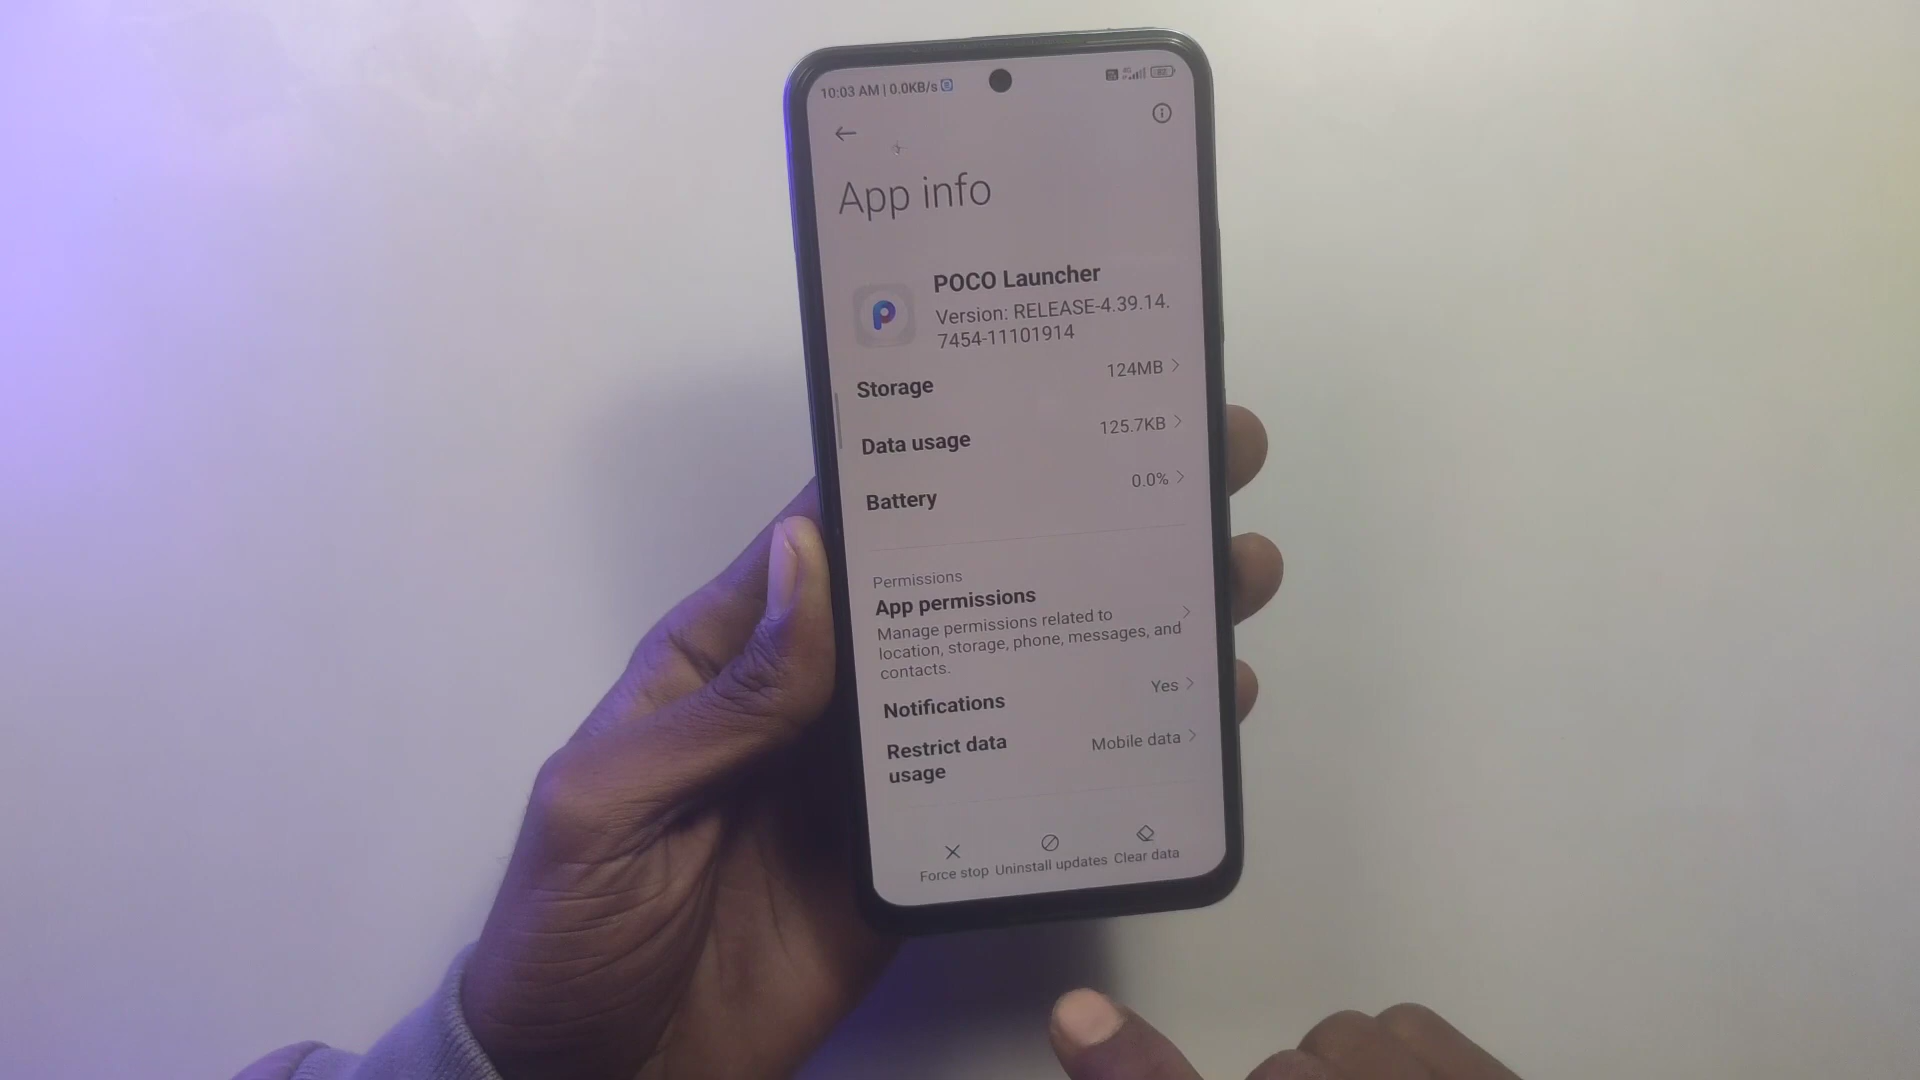 10:03 AM | 0.0KB/s
App info
POCO Launcher
Version: RELEASE-4.39.14.
7454-11101914
Storage 124MB
Data usage 125.7KB
Battery 0.0%
Permissions
App permissions
Manage permissions related to
location, storage, phone, messages, and
contacts.
Notifications Yes
Restrict data
usage Mobile data
Force stop Uninstall updates Clear data